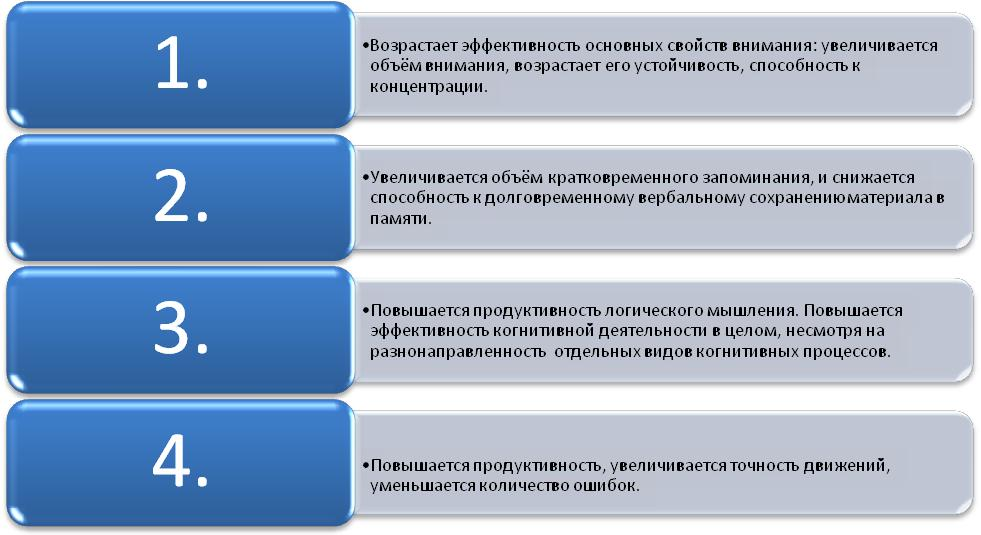 1.
•Возрастает эффективность основных свойств внимания: увеличивается
объём внимания, возрастает его устойчивость, способность к
концентрации.
2.
•Увеличивается объём кратковременного запоминания, и снижается
способность к долговременному вербальному сохранениюматериала в
памяти.
3.
•Повышается продуктивность логического мышления. Повышается
эффективность когнитивной деятельности в целом, несмотря на
разнонаправленность  отдельных видов когнитивных процессов.
4.
•Повышается продуктивность, увеличивается точность движений,
уменьшается количество ошибок.